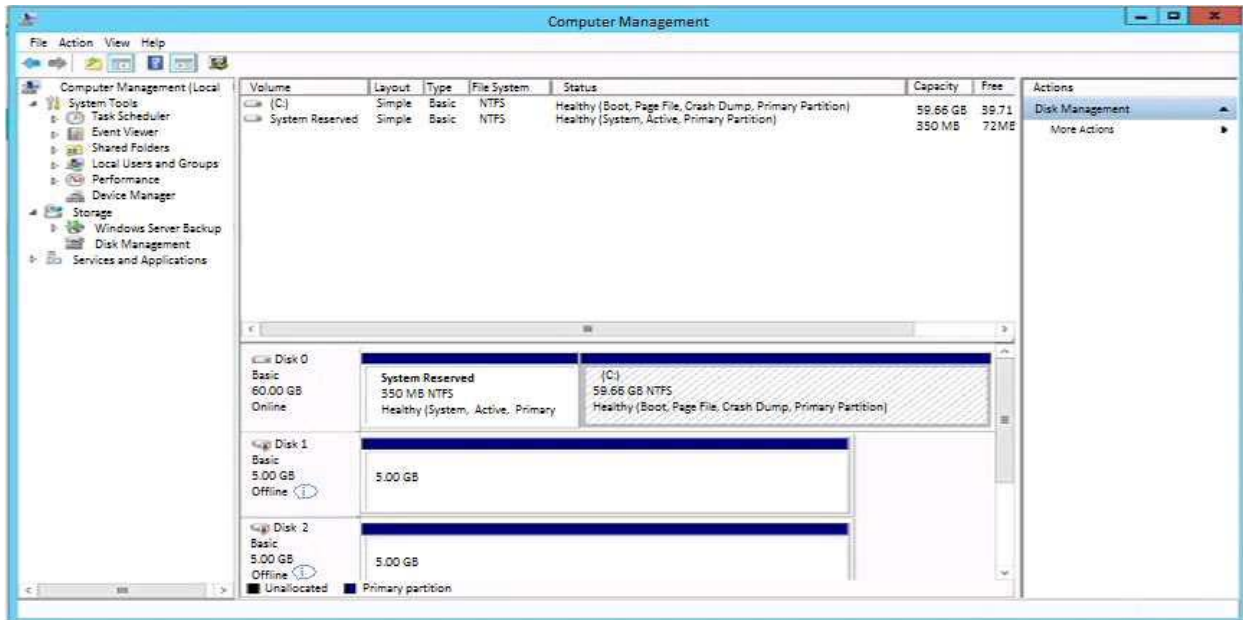 Computer Management
File Action View Help
Computer Management (Local
System Tools
Task Scheduler
Event Viewer
Shared Folders
Local Users and Groups
Performance
Device Manager
Storage
Windows Server Backup
Disk Management
Services and Applications
Volume Layout Type File System Status Capacity Free
(C:) Simple Basic NTFS Healthy (Boot, Page File, Crash Dump, Primary Partition) 59.66 GB 59.71
System Reserved Simple Basic NTFS Healthy (System, Active, Primary Partition) 350 MB 72MB
Disk 0
Basic
60.00 GB
Online
System Reserved
350 MB NTFS
Healthy (System, Active, Primary
(C:)
59.66 GB NTFS
Healthy (Boot, Page File, Crash Dump, Primary Partition)
Disk 1
Basic
5.00 GB
Offline
5.00 GB
Disk 2
Basic
5.00 GB
Offline
5.00 GB
Unallocated Primary partition
Actions
Disk Management
More Actions